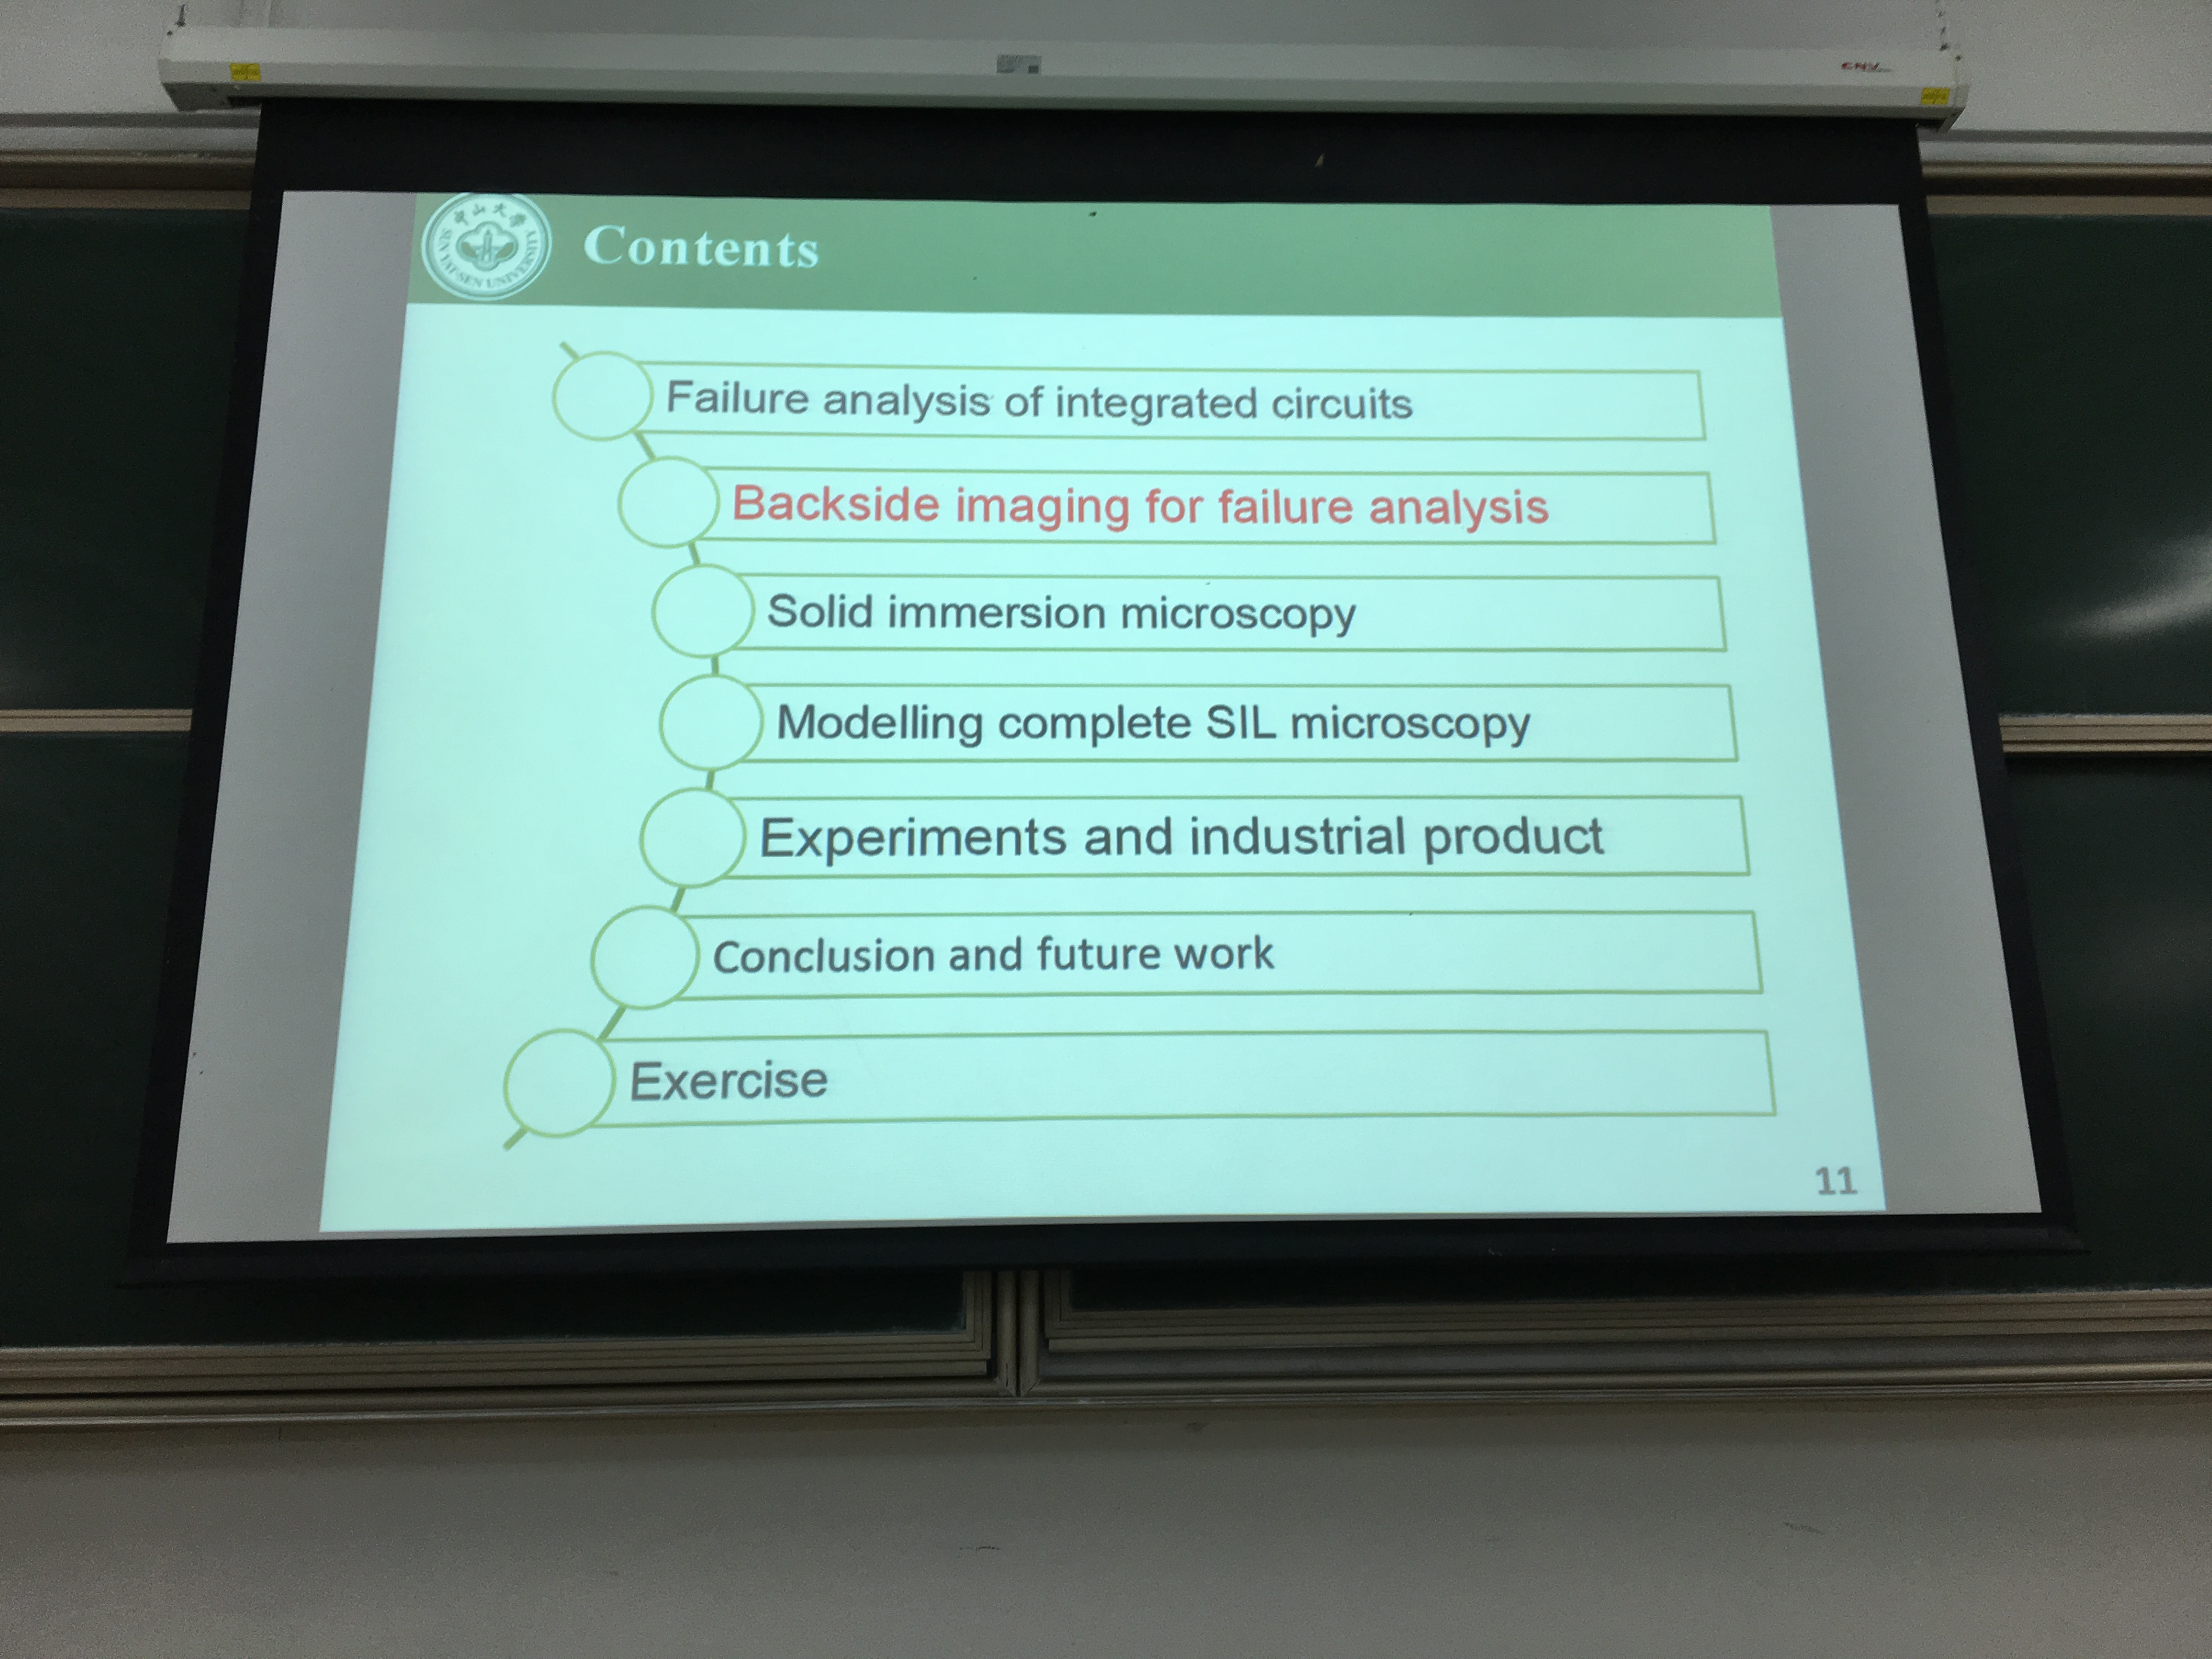 CNV
中山大学
SUN YAT-SEN UNIVERSITY
Contents
Failure analysis of integrated circuits
Backside imaging for failure analysis
Solid immersion microscopy
Modelling complete SIL microscopy
Experiments and industrial product
Conclusion and future work
Exercise
11